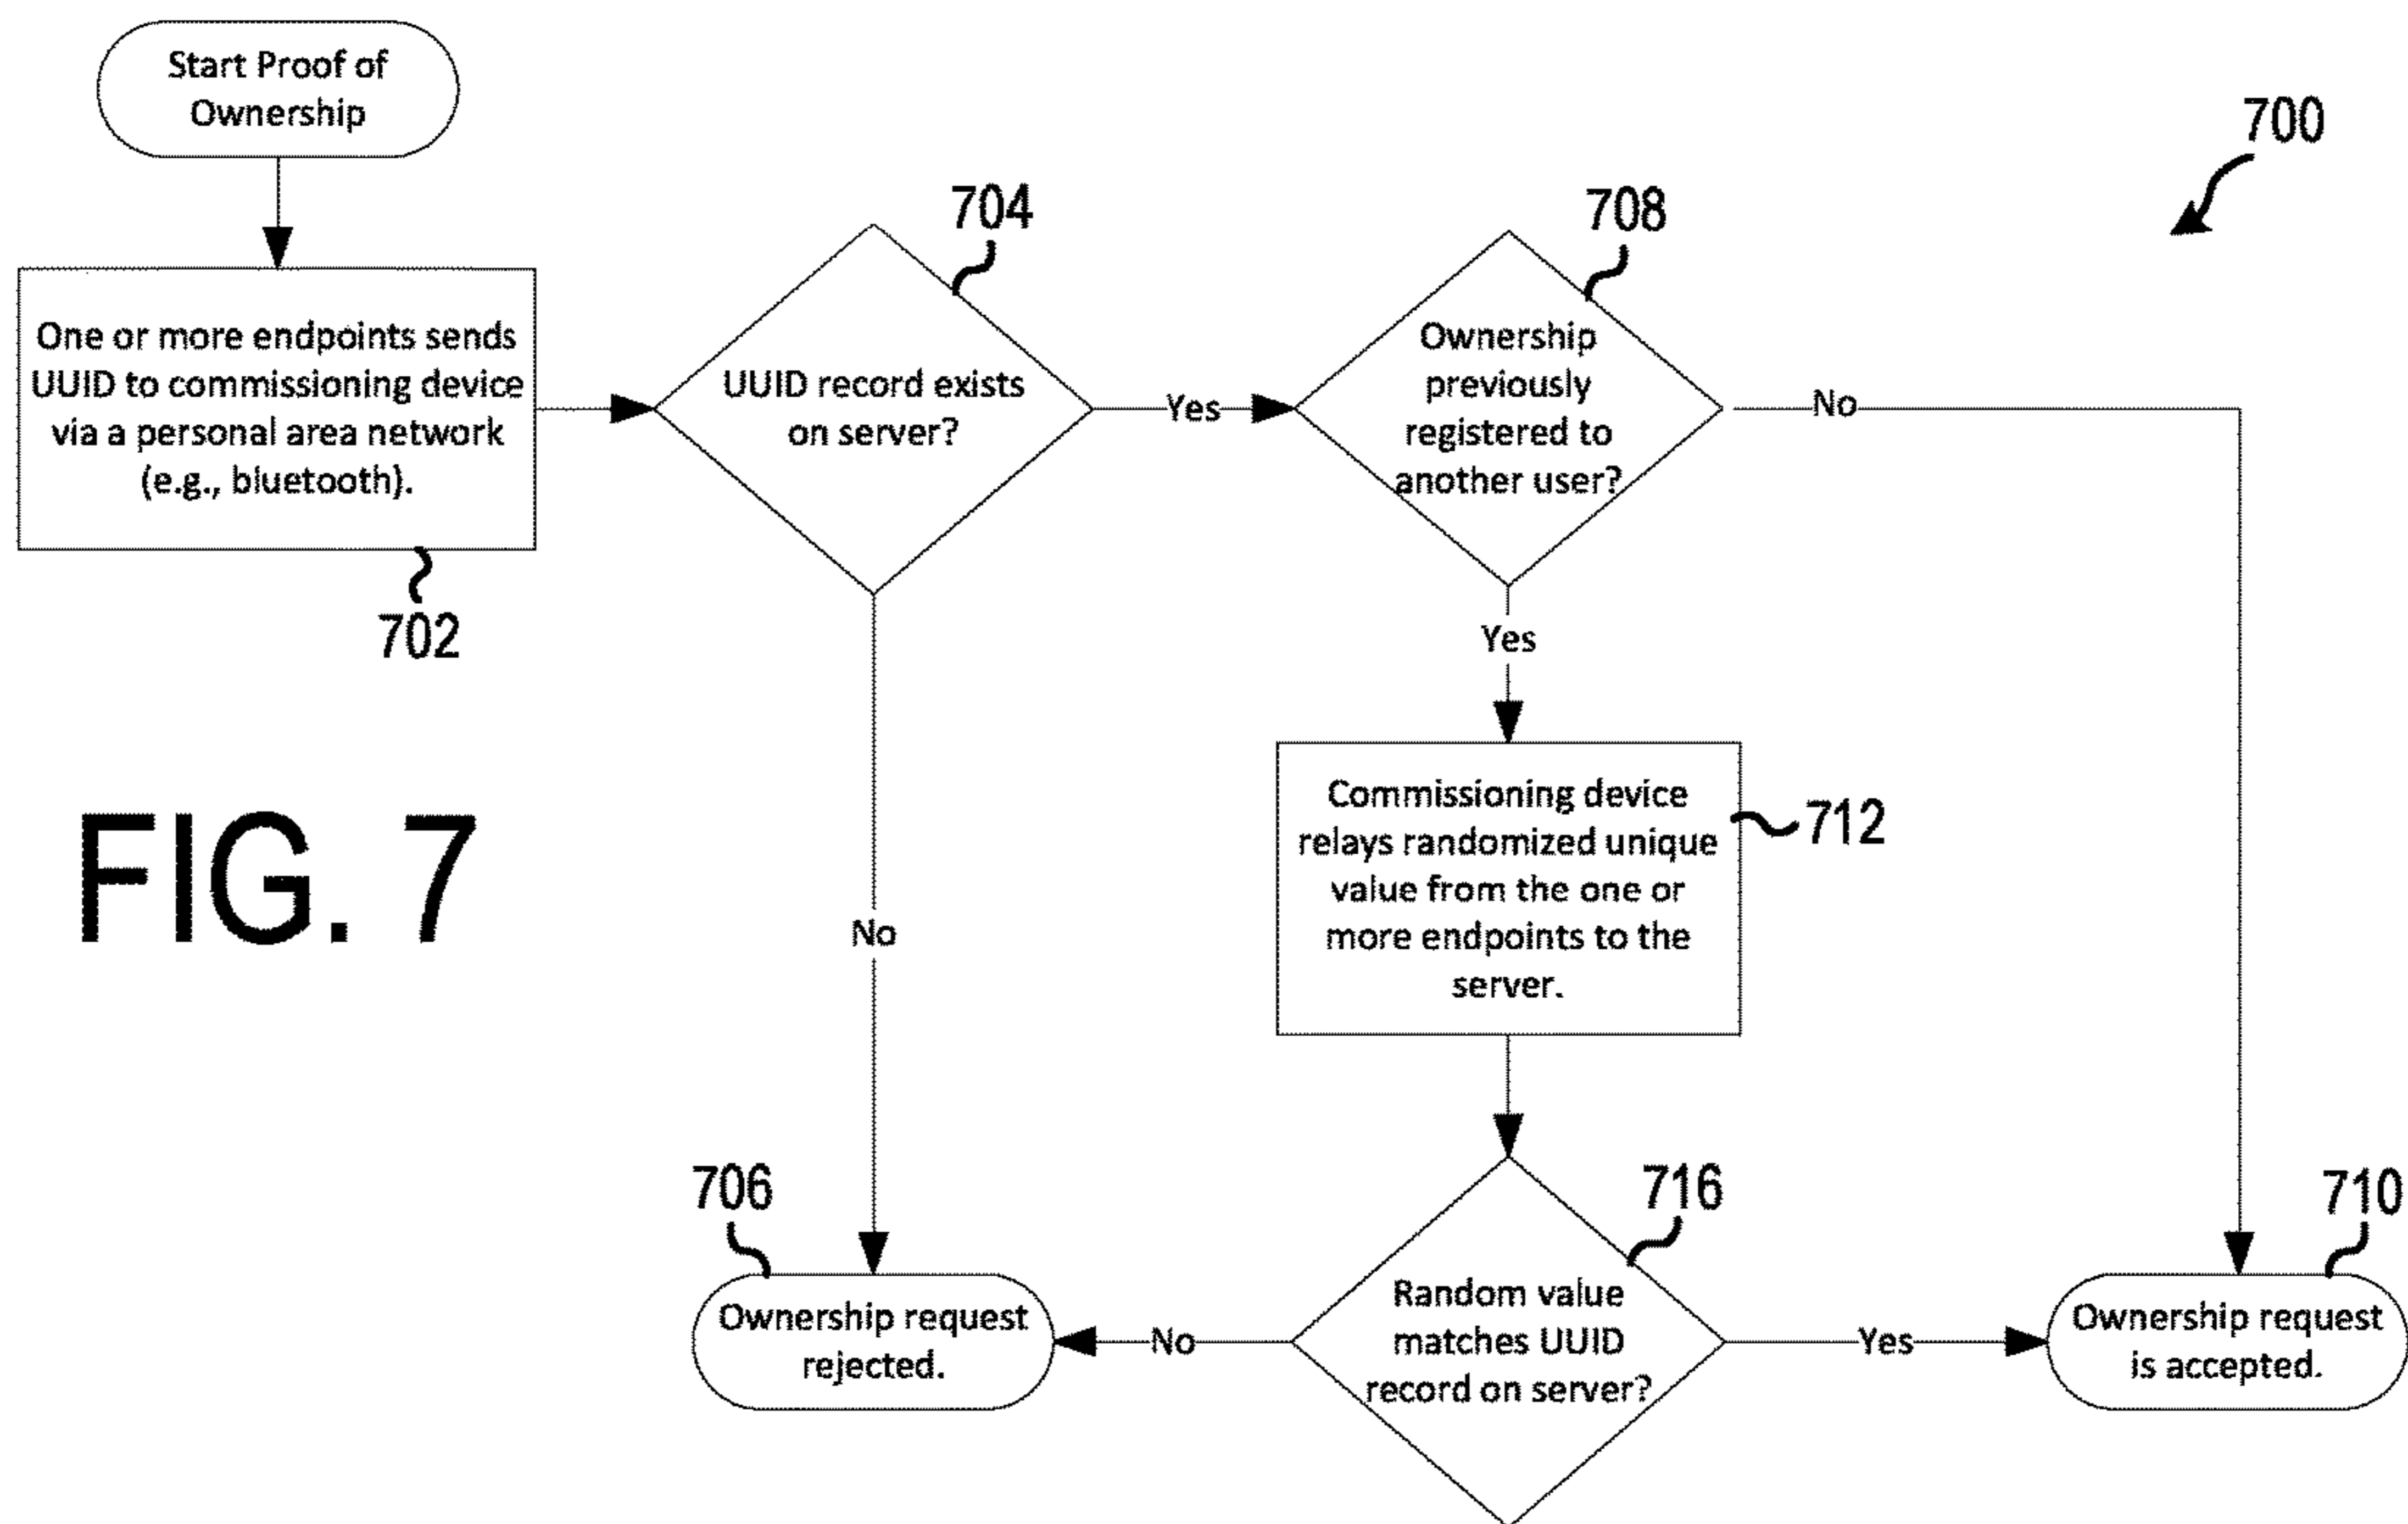 Start Proof of
Ownership
700
704
708
One or more endpoints sends
UUID to commissioning device
via a personal area network
(e.g., bluetooth).
702
UUID record exists
on server?
Yes
Ownership
previously
registered to
another user?
No
Yes
Commissioning device
relays randomized unique
value from the one or
more endpoints to the
server.
712
FIG. 7
No
706
Ownership request
rejected.
No
716
Random value
matches UUID
record on server?
Yes
710
Ownership request
is accepted.